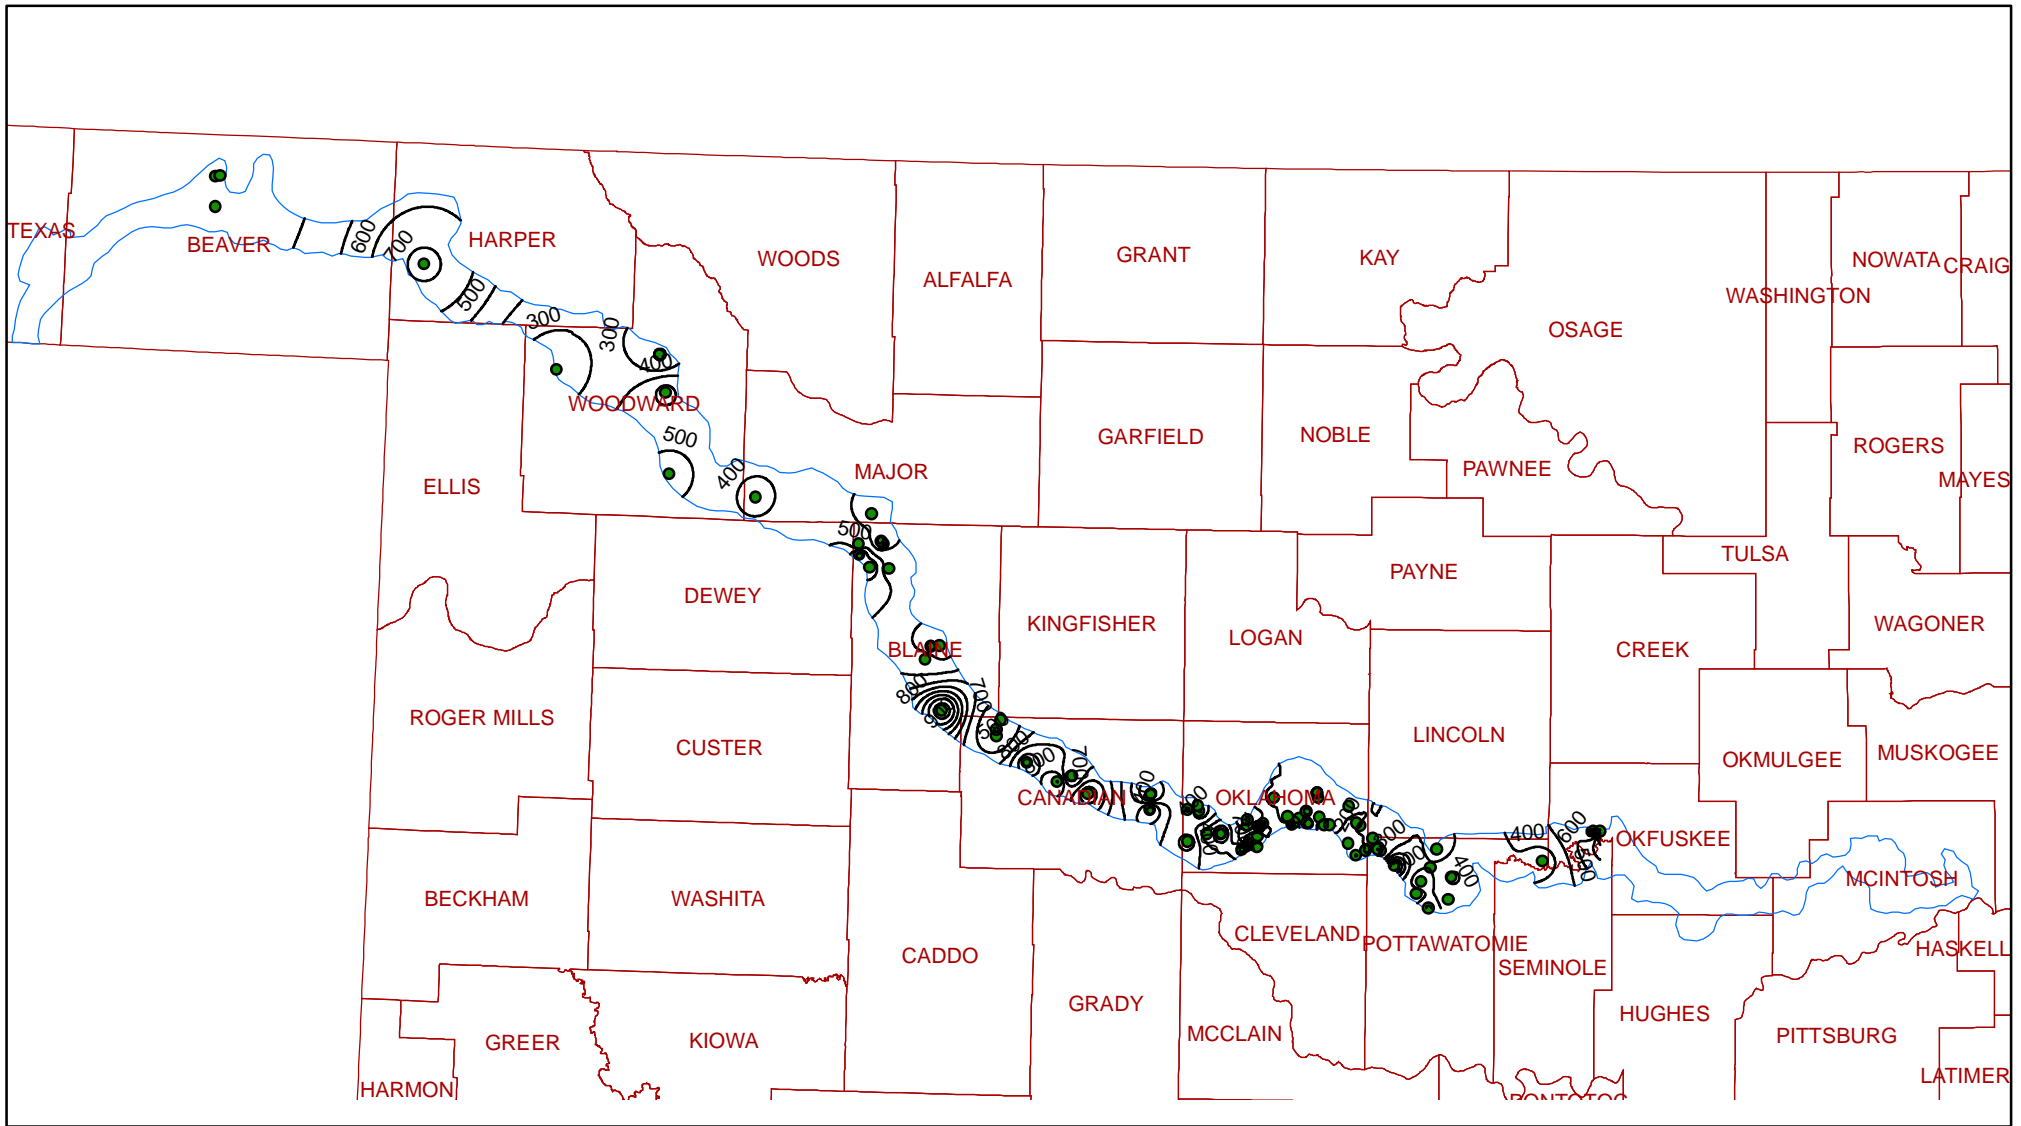 TEXAS
BEAVER
600
700
HARPER
500
300
300
400
WOODS
ALFALFA
GRANT
KAY
OSAGE
WASHINGTON
NOWATA
CRAIG
WOODWARD
500
400
MAJOR
GARFIELD
NOBLE
PAWNEE
ROGERS
MAYES
ELLIS
500
DEWEY
BLAINE
KINGFISHER
LOGAN
PAYNE
TULSA
CREEK
WAGONER
ROGER MILLS
CUSTER
800
700
CANADIAN
OKLAHOMA
LINCOLN
OKMULGEE
MUSKOGEE
400
400
600
OKFUSKEE
MCINTOSH
BECKHAM
WASHITA
CADDO
CLEVELAND
POTTAWATOMIE
SEMINOLE
HASKELL
GRADY
MCCLAIN
HUGHES
PITTSBURG
GREER
KIOWA
HARMON
LATIMER
PONTOTOC